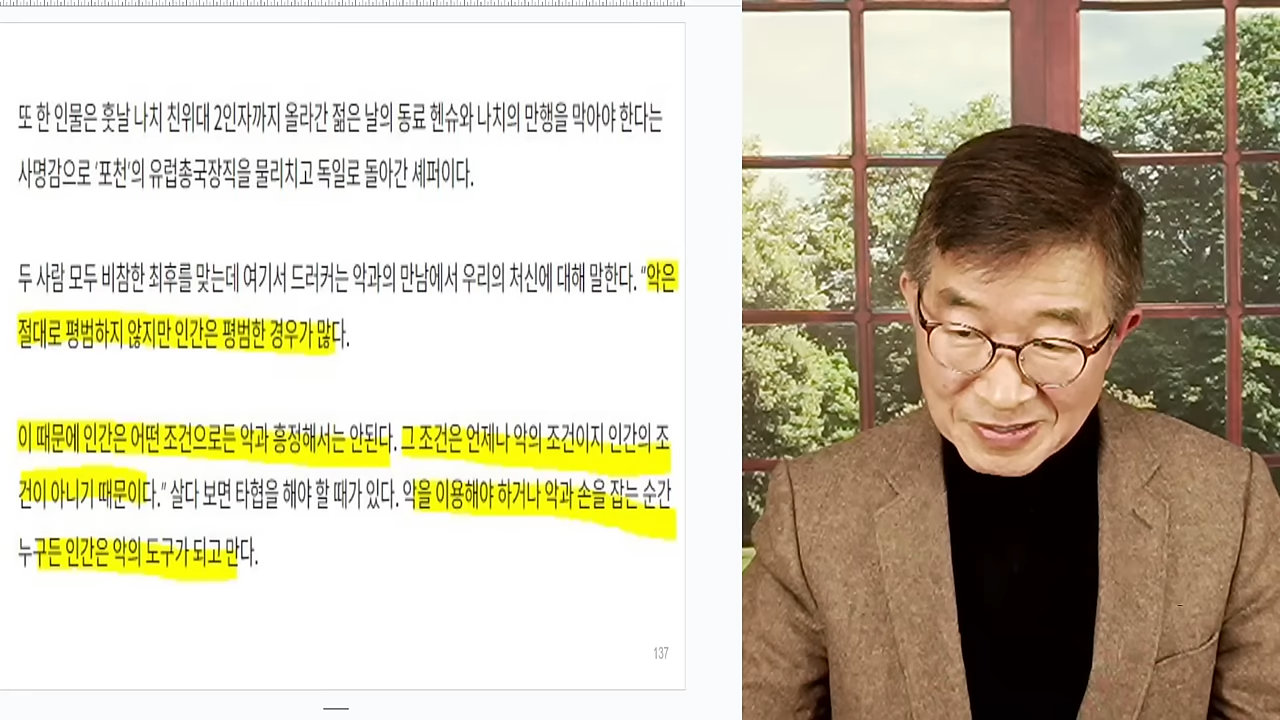 또 한 인물은 훗날 나치 친위대 2인자까지 올라간 젊은 날의 동료 헨슈와 나치의 만행을 막아야 한다는
사명감으로 '포천'의 유럽총국장직을 물리치고 독일로 돌아간 셰퍼이다.
두 사람 모두 비참한 최후를 맞는데 여기서 드러커는 악과의 만남에서 우리의 처신에 대해 말한다. "악은
절대로 평범하지 않지만 인간은 평범한 경우가 많다.
이 때문에 인간은 어떤 조건으로든 악과 흥정해서는 안된다. 그 조건은 언제나 악의 조건이지 인간의 조
건이 아니기 때문이다." 살다 보면 타협을 해야 할 때가 있다. 악을 이용해야 하거나 악과 손을 잡는 순간
누구든 인간은 악의 도구가 되고 만다.
137